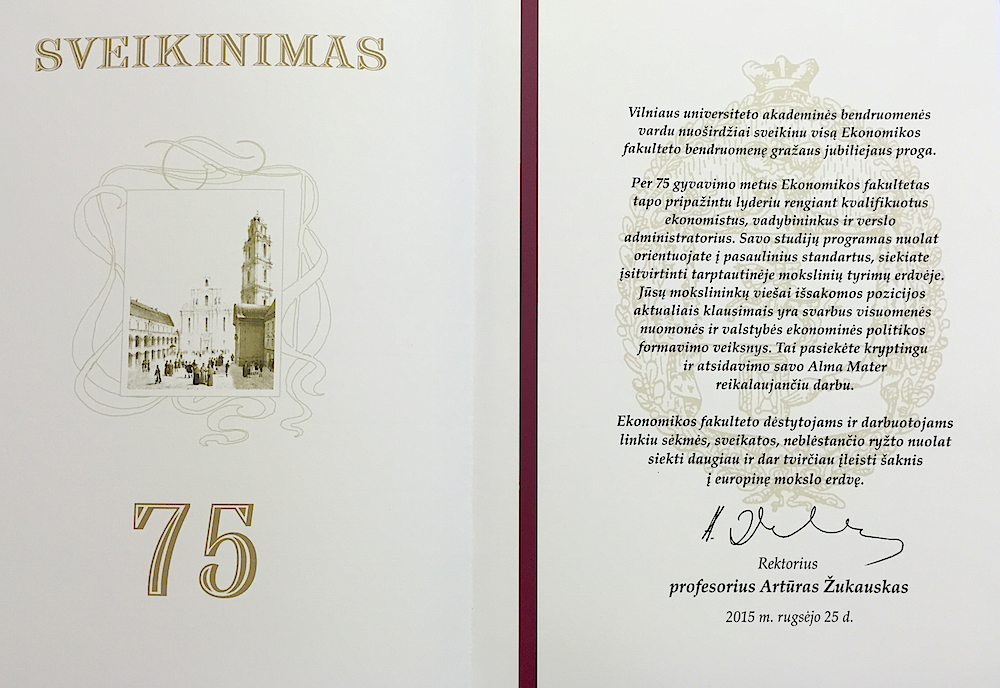 SVEIKINIMAS
75
Vilniaus universiteto akademinės bendruomenės
vardu nuoširdžiai sveikinu visą Ekonomikos
fakulteto bendruomenę gražaus jubiliejaus proga.
Per 75 gyvavimo metus Ekonomikos fakultetas
tapo pripažintu lyderiu rengiant kvalifikuotus
ekonomistus, vadybininkus ir verslo
administratorius. Savo studijų programas nuolat
orientuojate į pasaulinius standartus, siekiate
įsitvirtinti tarptautinėje mokslinių tyrimų erdvėje.
Jūsų mokslininkų viešai išsakomos pozicijos
aktualiais klausimais yra svarbus visuomenės
nuomonės ir valstybės ekonominės politikos
formavimo veiksnys. Tai pasiekėte kryptingu
ir atsidavimo savo Alma Mater
reikalaujančiu darbu.
Ekonomikos fakulteto dėstytojams ir darbuotojams
linkiu sėkmės, sveikatos, neblėstančio ryžto nuolat
siekti daugiau ir dar tvirčiau įleisti šaknis
į europinę mokslo erdvę.
Rektorius
profesorius Artūras Žukauskas
2015 m. rugsėjo 25 d.